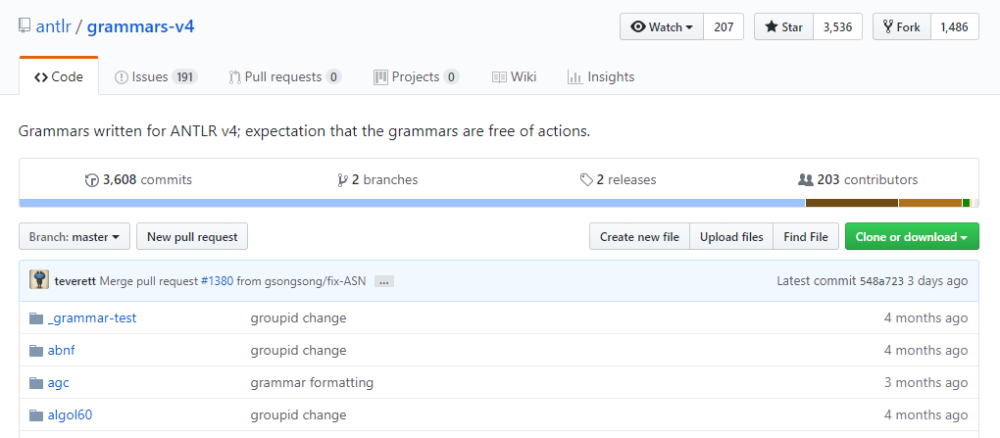 antlr / grammars-v4 Watch 207 Star 3,536 Fork 1,486
Code Issues 191 Pull requests 0 Projects 0 Wiki Insights
Grammars written for ANTLR v4; expectation that the grammars are free of actions.
3,608 commits 2 branches 2 releases 203 contributors
Branch: master New pull request Create new file Upload files Find File Clone or download
teverett Merge pull request #1380 from gsongsong/fix-ASN ... Latest commit 548a723 3 days ago
_grammar-test groupid change 4 months ago
abnf groupid change 4 months ago
agc grammar formatting 3 months ago
algol60 groupid change 4 months ago